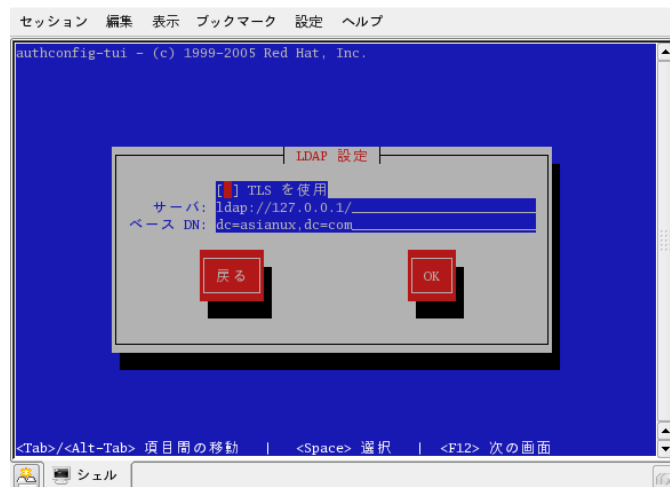 セッション 編集 表示 ブックマーク 設定 ヘルプ
authconfig-tui - (c) 1999-2005 Red Hat, Inc.
LDAP 設定
[ ] TLS を使用
サーバ: ldap://127.0.0.1/
ベース DN: dc=asianux,dc=com
戻る OK
<Tab>/<Alt-Tab> 項目間の移動 | <Space> 選択 | <F12> 次の画面
シェル